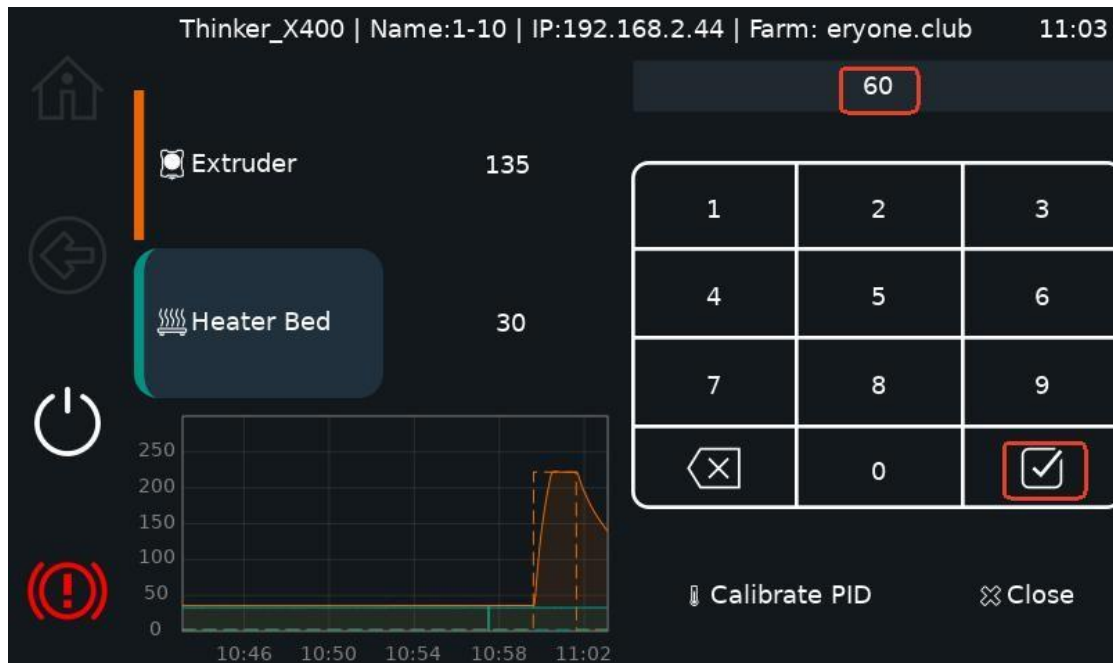 Thinker_X400 | Name:1-10 | IP:192.168.2.44 | Farm: eryone.club 11:03
60
Extruder 135
Heater Bed 30
1 2 3
4 5 6
7 8 9
0
250
200
150
100
50
0
10:46 10:50 10:54 10:58 11:02
Calibrate PID Close